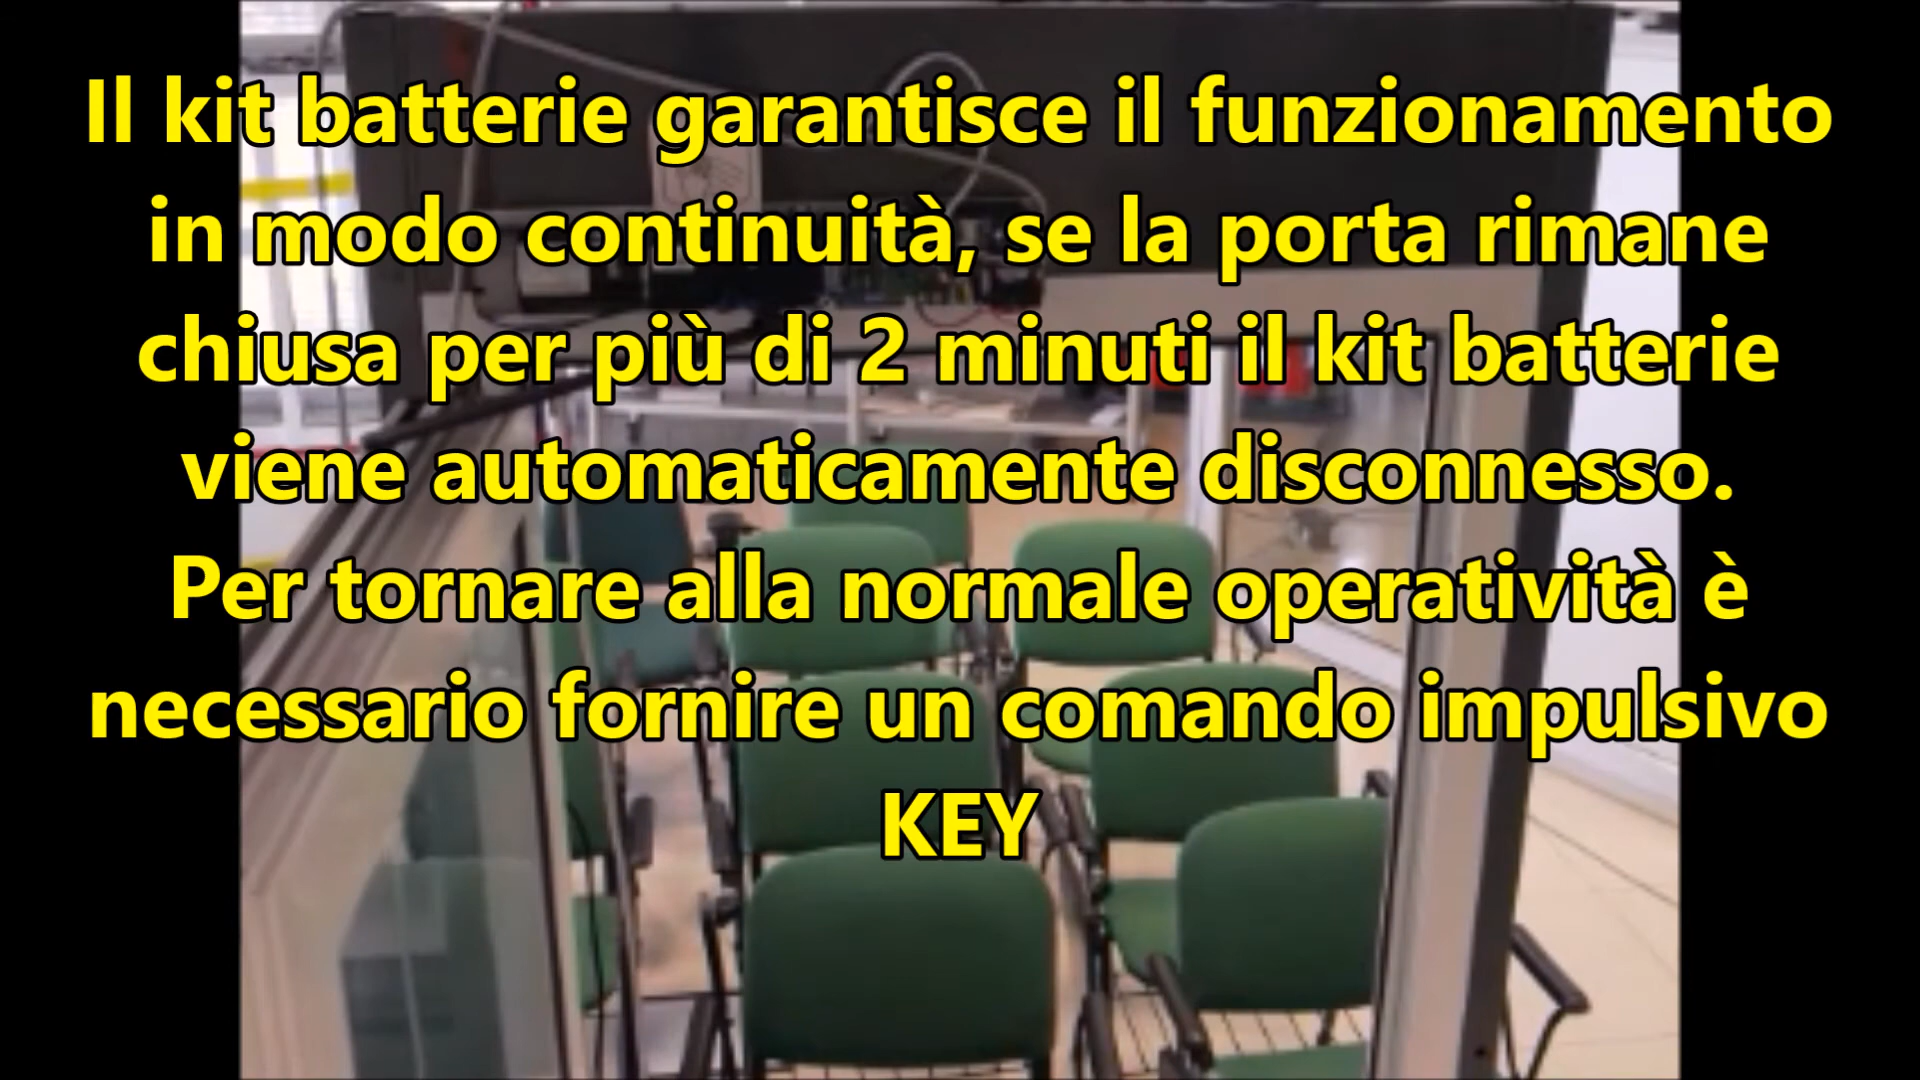 Il kit batterie garantisce il funzionamento
in modo continuità, se la porta rimane
chiusa per più di 2 minuti il kit batterie
viene automaticamente disconnesso.
Per tornare alla normale operatività è
necessario fornire un comando impulsivo
KEY